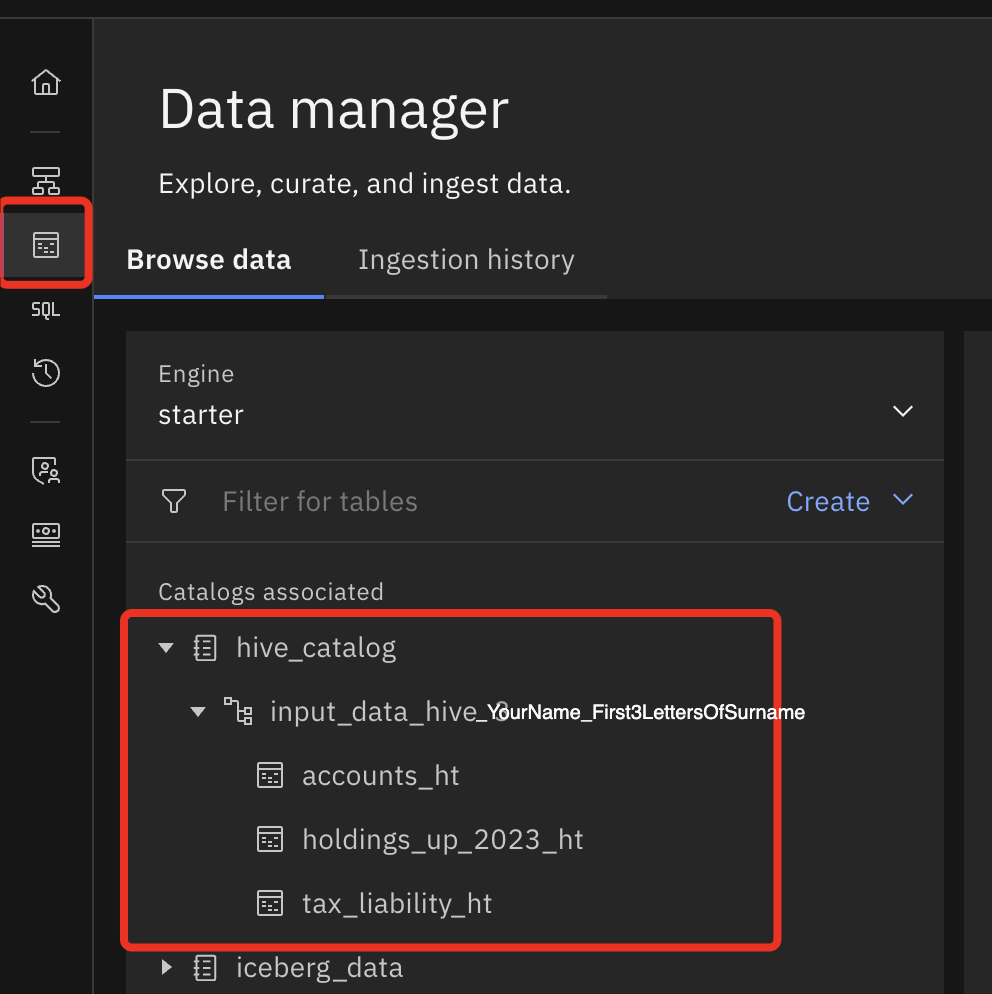 Data manager
Explore, curate, and ingest data.
Browse data Ingestion history
SQL
Engine
starter
Filter for tables Create
Catalogs associated
hive_catalog
input_data_hive_YourName_First3LettersOfSurname
accounts_ht
holdings_up_2023_ht
tax_liability_ht
iceberg_data